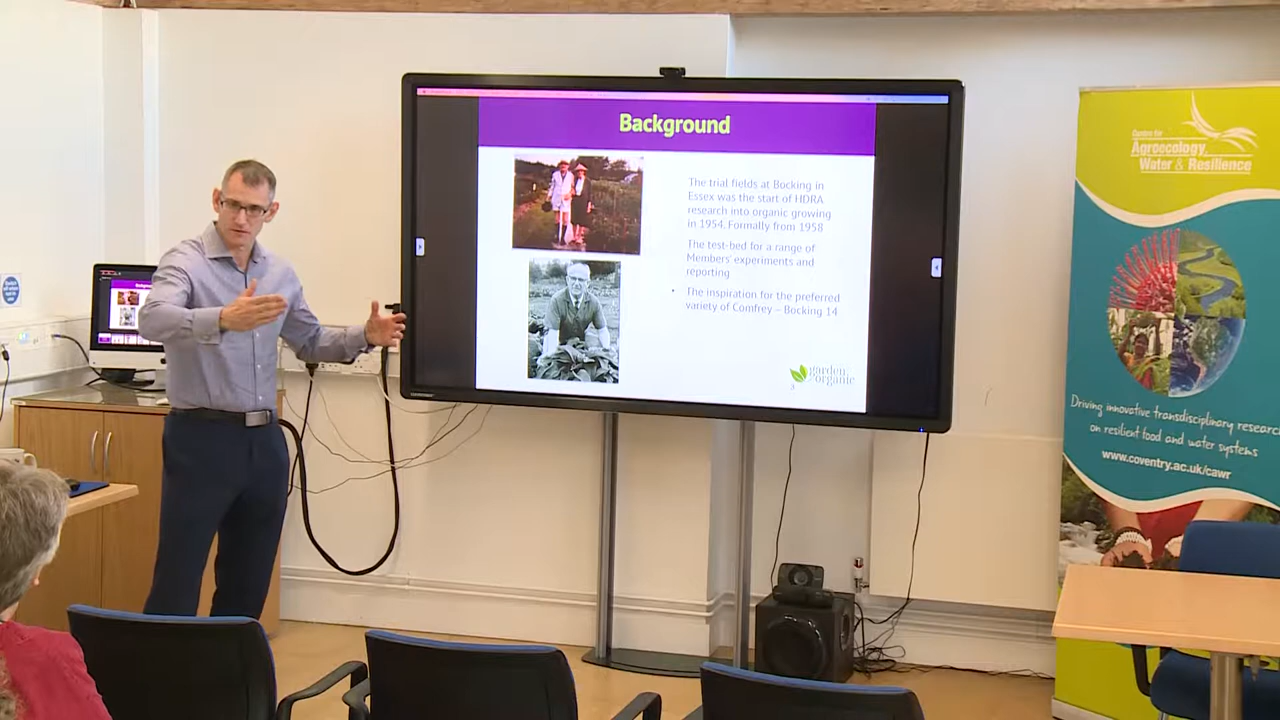 Background
The trial fields at Bocking in
Essex was the start of HDRA
research into organic growing
in 1954. Formally from 1958
The test-bed for a range of
Members' experiments and
reporting
• The inspiration for the preferred
variety of Comfrey – Bocking 14
garden
organic
3
Centre for
Agroecology,
Water & Resilience
Driving innovative transdisciplinary research
on resilient food and water systems
www.coventry.ac.uk/cawr